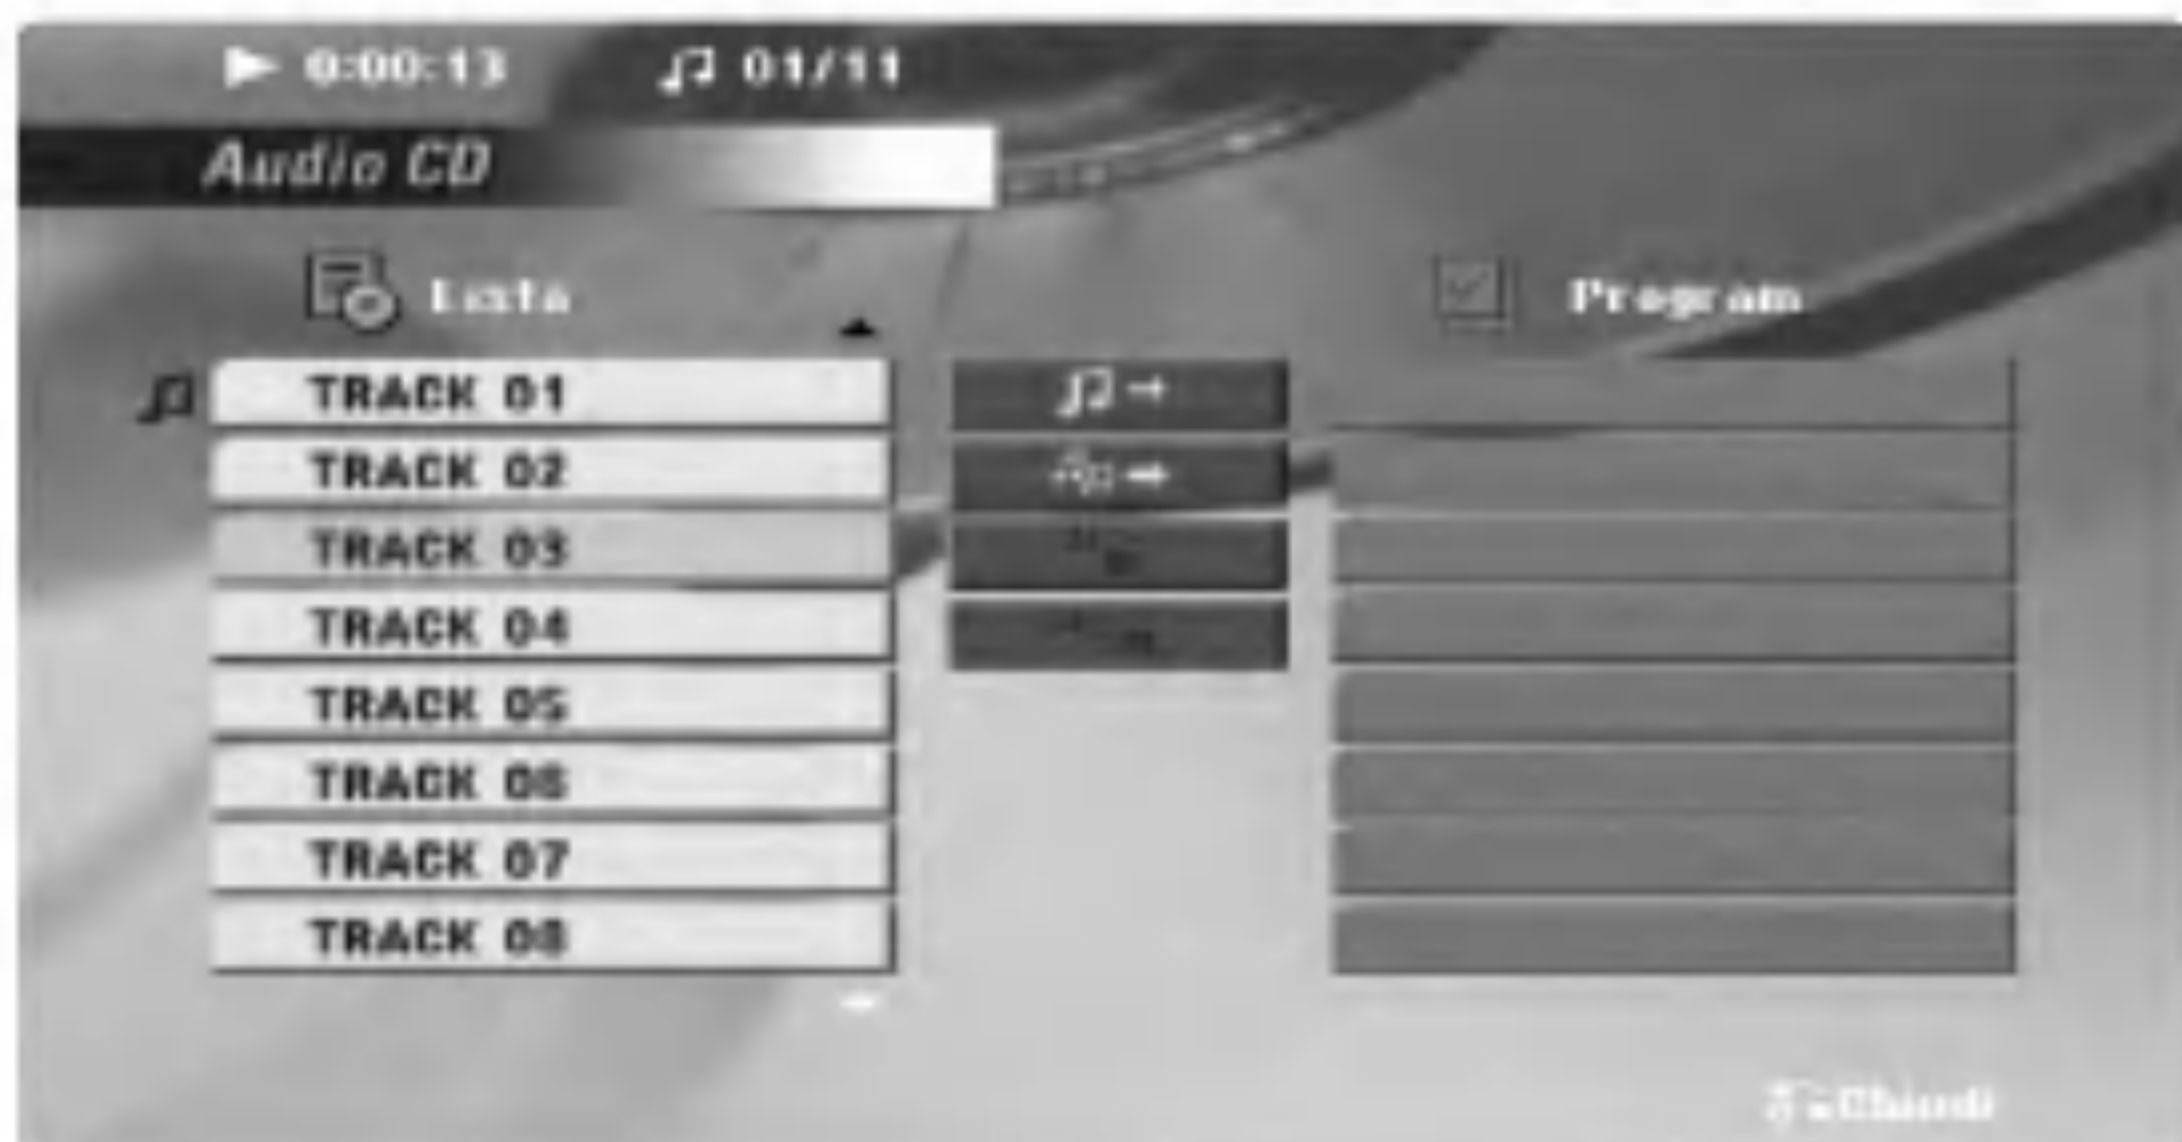 0:00:13 01/11
Audio CD
Lista
Program
TRACK 01
TRACK 02
TRACK 03
TRACK 04
TRACK 05
TRACK 06
TRACK 07
TRACK 08
Chiudi